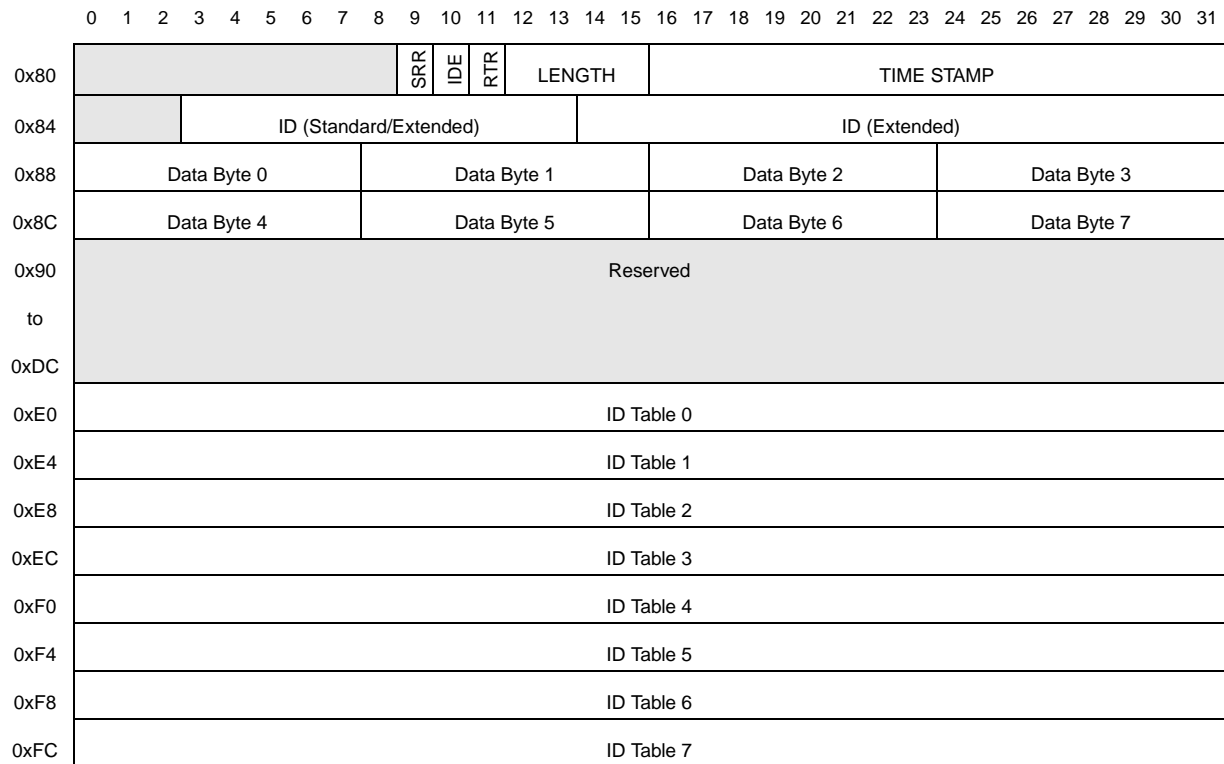 0 1 2 3 4 5 6 7 8 9 10 11 12 13 14 15 16 17 18 19 20 21 22 23 24 25 26 27 28 29 30 31
0x80 SRR IDE RTR LENGTH TIME STAMP
0x84 ID (Standard/Extended) ID (Extended)
0x88 Data Byte 0 Data Byte 1 Data Byte 2 Data Byte 3
0x8C Data Byte 4 Data Byte 5 Data Byte 6 Data Byte 7
0x90 Reserved
to
0xDC
0xE0 ID Table 0
0xE4 ID Table 1
0xE8 ID Table 2
0xEC ID Table 3
0xF0 ID Table 4
0xF4 ID Table 5
0xF8 ID Table 6
0xFC ID Table 7